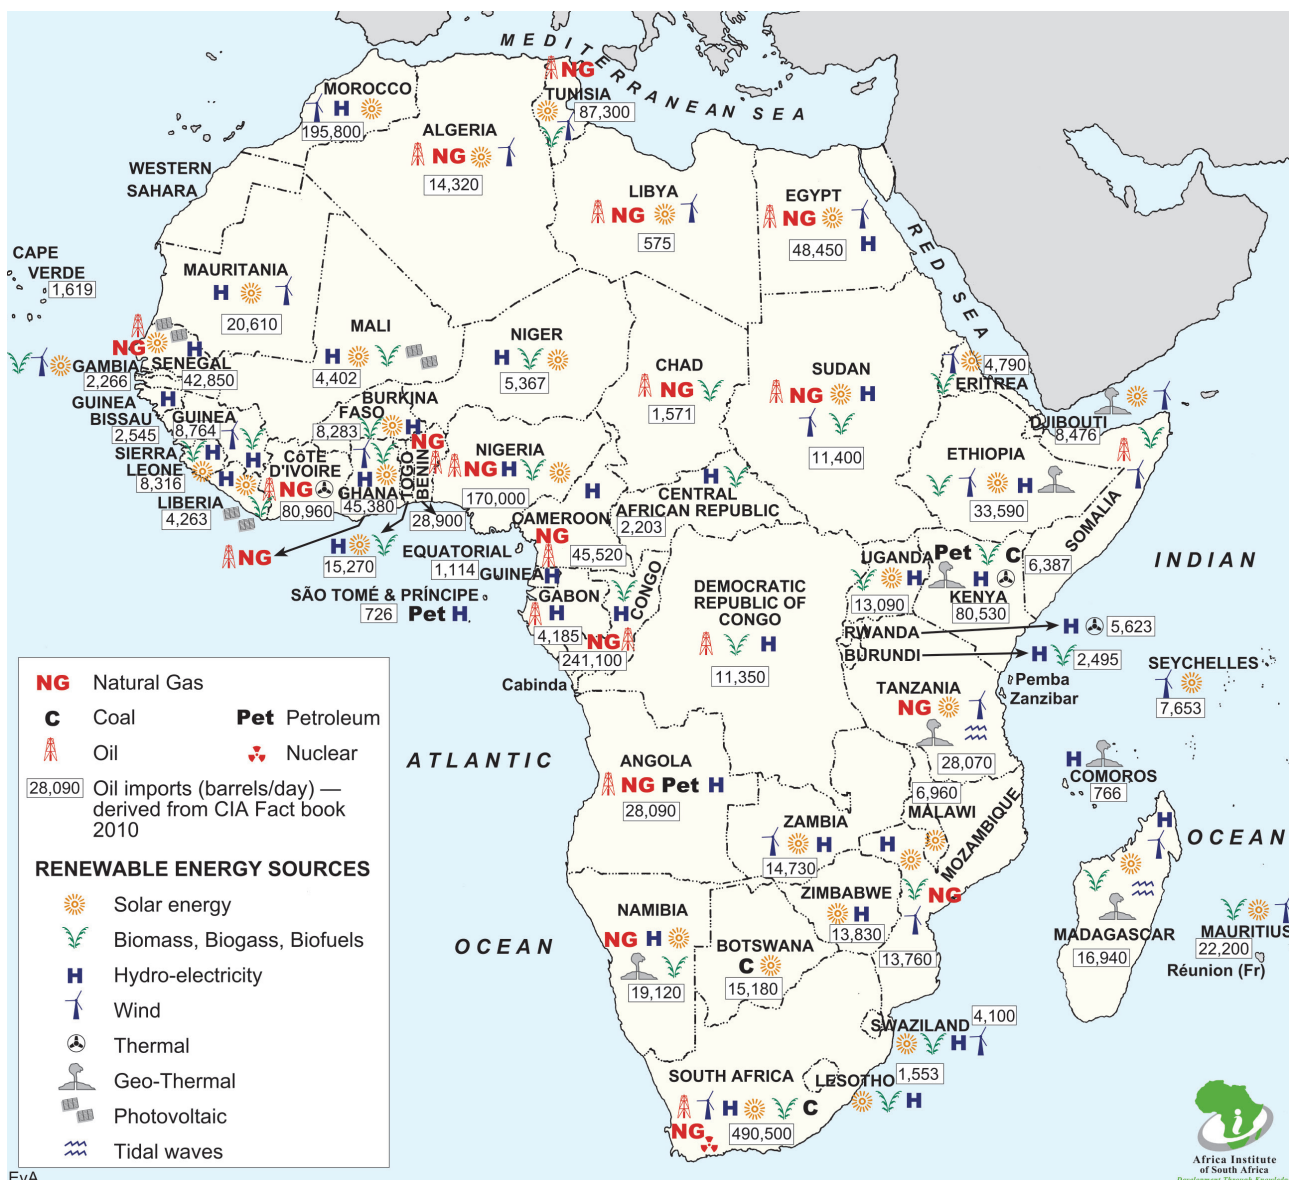 MEDITERRANEAN SEA
NG
MOROCCO
H
195,800
ALGERIA
NG
14,320
TUNISIA
87,300
WESTERN
SAHARA
LIBYA
NG
575
EGYPT
NG
48,450
H
RED SEA
CAPE
VERDE
1,619
MAURITANIA
H
20,610
MALI
H
4,402
NIGER
H
5,367
CHAD
NG
1,571
SUDAN
NG H
11,400
4,790
ERITREA
NG H
SENEGAL
42,850
GAMBIA
2,266
GUINEA
BISSAU
2,545
H
GUINEA
8,764
H
SIERRA
LEONE
8,316
H
LIBERIA
4,263
H
BURKINA
FASO
8,283
H
CôTE
D'IVOIRE
NG
80,960
GHANA
45,380
H
NG
TOGO
H
15,270
BENIN
NG
28,900
NIGERIA
NG H
170,000
DJIBOUTI
8,476
ETHIOPIA
H
33,590
SOMALIA
6,387
H
CENTRAL
AFRICAN REPUBLIC
2,203
H
CAMEROON
NG
45,520
EQUATORIAL
GUINEA
1,114
H
SÃO TOMÉ & PRÍNCIPE
726
Pet H
GABON
H
4,185
CONGO
H
NG
241,100
DEMOCRATIC
REPUBLIC OF
CONGO
H
11,350
UGANDA
H
13,090
Pet C
H
KENYA
80,530
INDIAN
RWANDA
H
5,623
BURUNDI
H
2,495
Pemba
Zanzibar
SEYCHELLES
7,653
Cabinda
TANZANIA
NG
28,070
ATLANTIC
ANGOLA
NG Pet H
28,090
H
COMOROS
766
6,960
MALAWI
ZAMBIA
H
14,730
MOZAMBIQUE
H
NG
13,760
OCEAN
H
MADAGASCAR
16,940
MAURITIUS
22,200
Réunion (Fr)
OCEAN
ZIMBABWE
H
13,830
NAMIBIA
NG H
19,120
BOTSWANA
C
15,180
4,100
SWAZILAND
H
1,553
LESOTHO
H
SOUTH AFRICA
H C
NG
490,500
NG Natural Gas
C Coal
Pet Petroleum
Oil
Nuclear
28,090 Oil imports (barrels/day) —
derived from CIA Fact book
2010
RENEWABLE ENERGY SOURCES
Solar energy
Biomass, Biogass, Biofuels
H Hydro-electricity
Wind
Thermal
Geo-Thermal
Photovoltaic
Tidal waves
EvA
Africa Institute
of South Africa
Development Through Knowledge